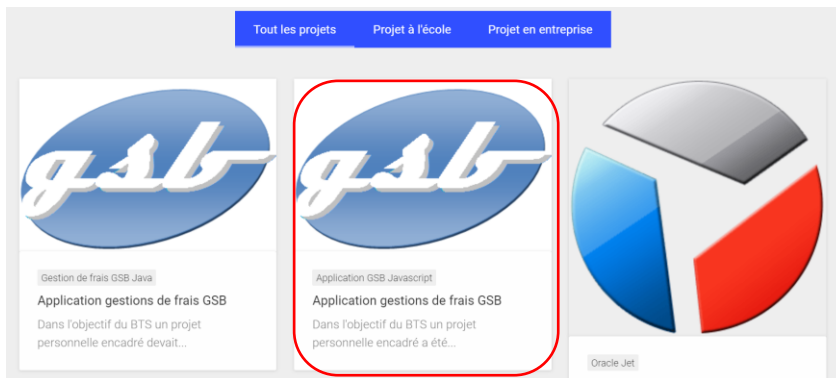 Tout les projets Projet à l'école Projet en entreprise
gsb
Gestion de frais GSB Java
Application gestions de frais GSB
Dans l'objectif du BTS un projet
personnelle encadré devait...
gsb
Application GSB Javascript
Application gestions de frais GSB
Dans l'objectif du BTS un projet
personnelle encadré a été...
Oracle Jet